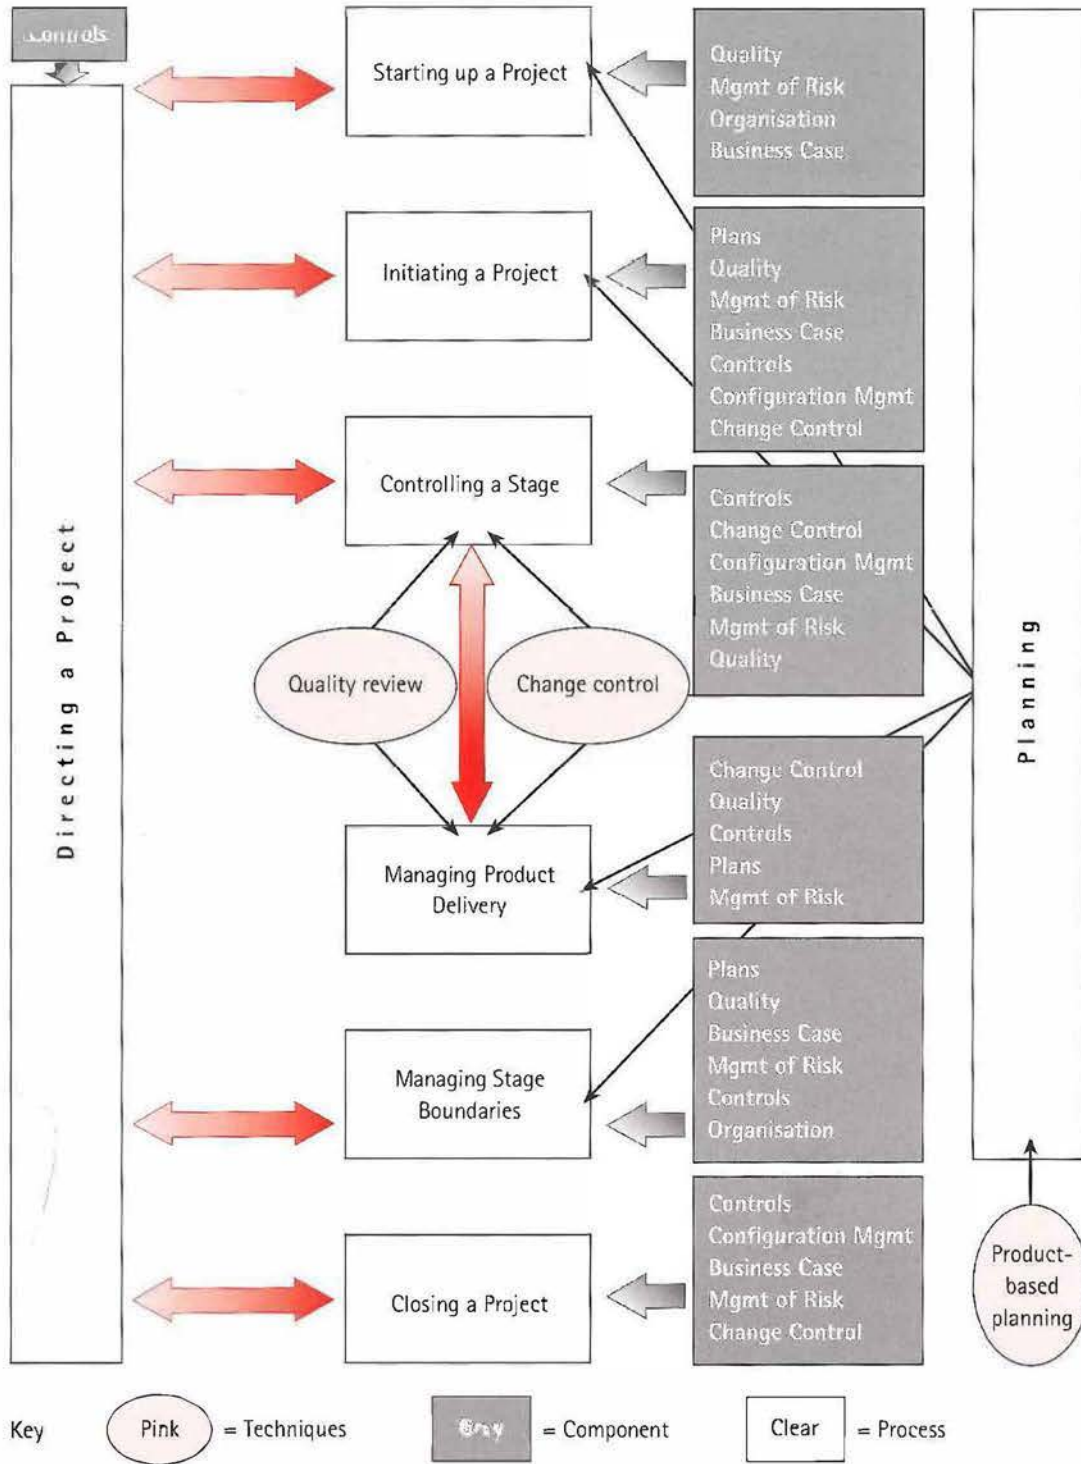 Controls
Directing a Project
Starting up a Project
Quality
Mgmt of Risk
Organisation
Business Case
Initiating a Project
Plans
Quality
Mgmt of Risk
Business Case
Controls
Configuration Mgmt
Change Control
Controlling a Stage
Controls
Change Control
Configuration Mgmt
Business Case
Mgmt of Risk
Quality
Quality review
Change control
Planning
Managing Product
Delivery
Change Control
Quality
Controls
Plans
Mgmt of Risk
Managing Stage
Boundaries
Plans
Quality
Business Case
Mgmt of Risk
Controls
Organisation
Closing a Project
Controls
Configuration Mgmt
Business Case
Mgmt of Risk
Change Control
Product-
based
planning
Key
Pink
= Techniques
Grey
= Component
Clear
= Process